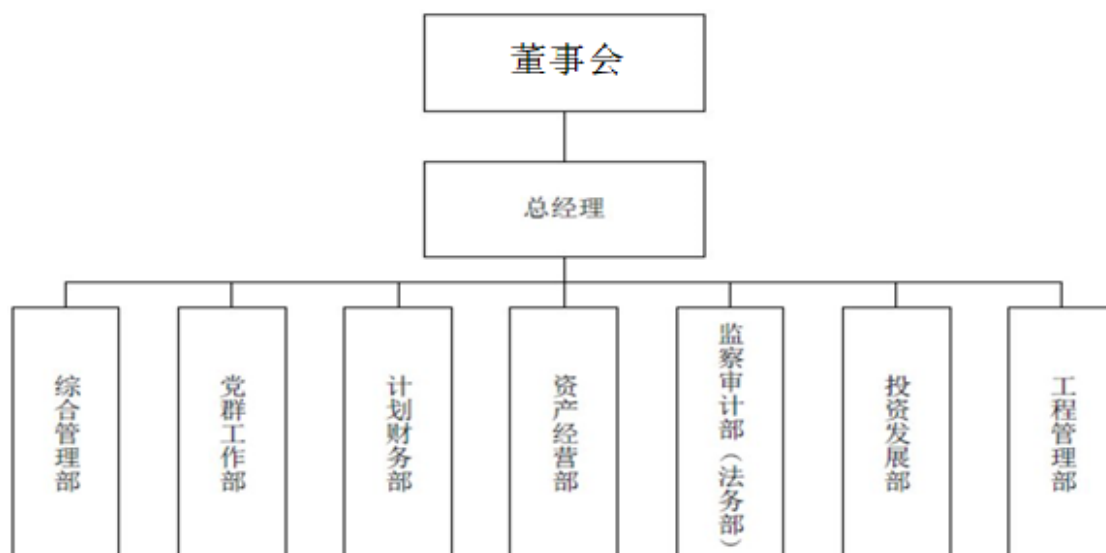 董事会
总经理
综合管理部
党群工作部
计划财务部
资产经营部
监察审计部（法务部）
投资发展部
工程管理部